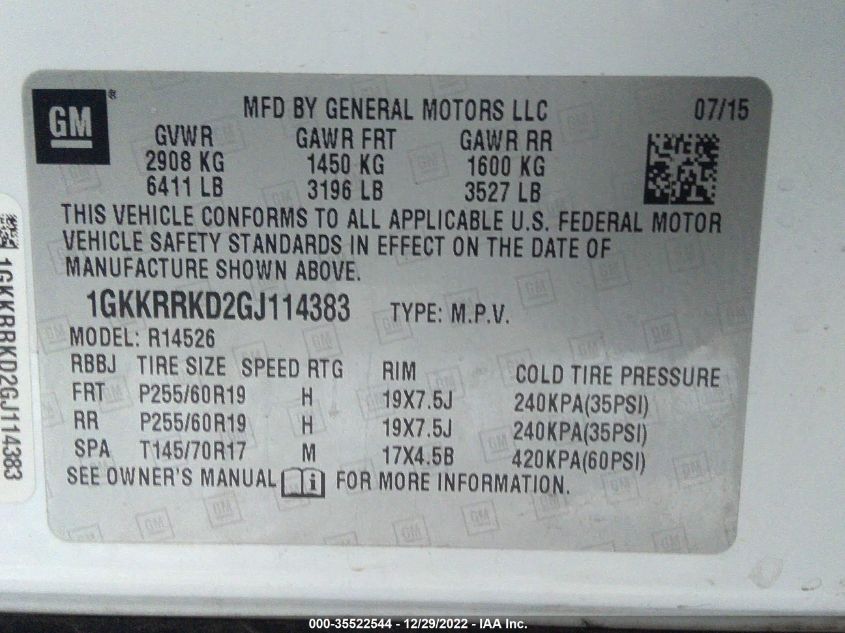 GM ® MFD BY GENERAL MOTORS LLC 07/15
GVWR GAWR FRT GAWR RR
2908 KG 1450 KG 1600 KG
6411 LB 3196 LB 3527 LB
THIS VEHICLE CONFORMS TO ALL APPLICABLE U.S. FEDERAL MOTOR
VEHICLE SAFETY STANDARDS IN EFFECT ON THE DATE OF
MANUFACTURE SHOWN ABOVE.
1GKKRRKD2GJ114383 TYPE: M.P.V.
MODEL: R14526
RBBJ TIRE SIZE SPEED RTG RIM COLD TIRE PRESSURE
FRT P255/60R19 H 19X7.5J 240KPA(35PSI)
RR P255/60R19 H 19X7.5J 240KPA(35PSI)
SPA T145/70R17 M 17X4.5B 420KPA(60PSI)
SEE OWNER'S MANUAL i FOR MORE INFORMATION.
1GKKRRKD2GJ114383
000-35522544 - 12/29/2022 - IAA Inc.